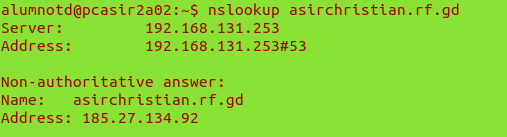 alumnotd@pcasir2a02:~$ nslookup asirchristian.rf.gd
Server:         192.168.131.253
Address:        192.168.131.253#53

Non-authoritative answer:
Name:   asirchristian.rf.gd
Address: 185.27.134.92